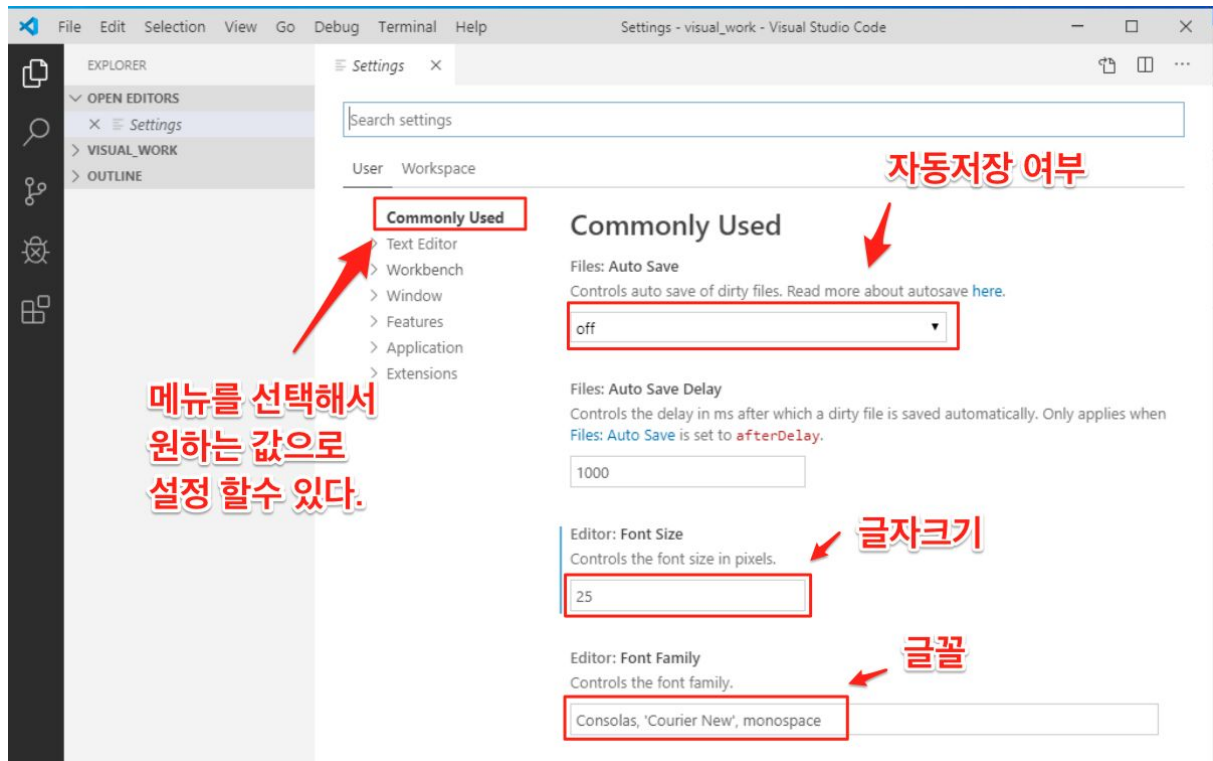 File Edit Selection View Go Debug Terminal Help
Settings - visual_work - Visual Studio Code
EXPLORER
Settings
OPEN EDITORS
Settings
VISUAL_WORK
OUTLINE
Search settings
User Workspace
자동저장 여부
Commonly Used
Text Editor
Workbench
Window
Features
Application
Extensions
메뉴를 선택해서
원하는 값으로
설정 할수 있다.
Commonly Used
Files: Auto Save
Controls auto save of dirty files. Read more about autosave here.
off
Files: Auto Save Delay
Controls the delay in ms after which a dirty file is saved automatically. Only applies when
Files: Auto Save is set to afterDelay.
1000
Editor: Font Size
글자크기
Controls the font size in pixels.
25
Editor: Font Family
글꼴
Controls the font family.
Consolas, 'Courier New', monospace